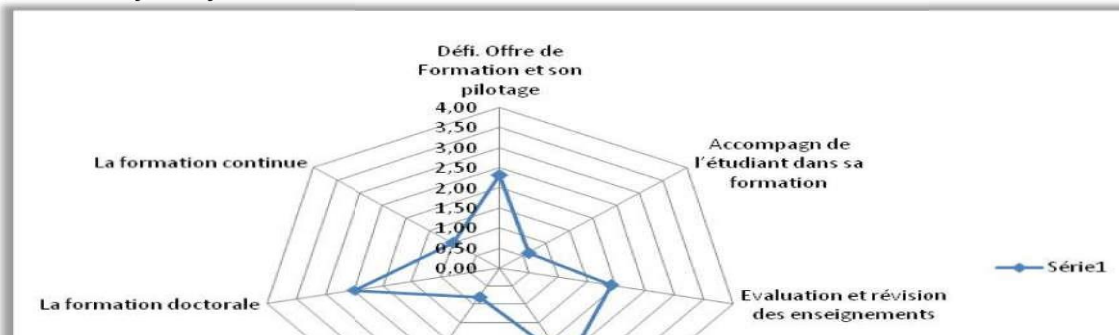 Défi. Offre de
Formation et son
pilotage
4,00
3,50
3,00
2,50
2,00
1,50
1,00
0,50
0,00
Accompagn de
l'étudiant dans sa
formation
Evaluation et révision
des enseignements
La formation doctorale
La formation continue
Série1